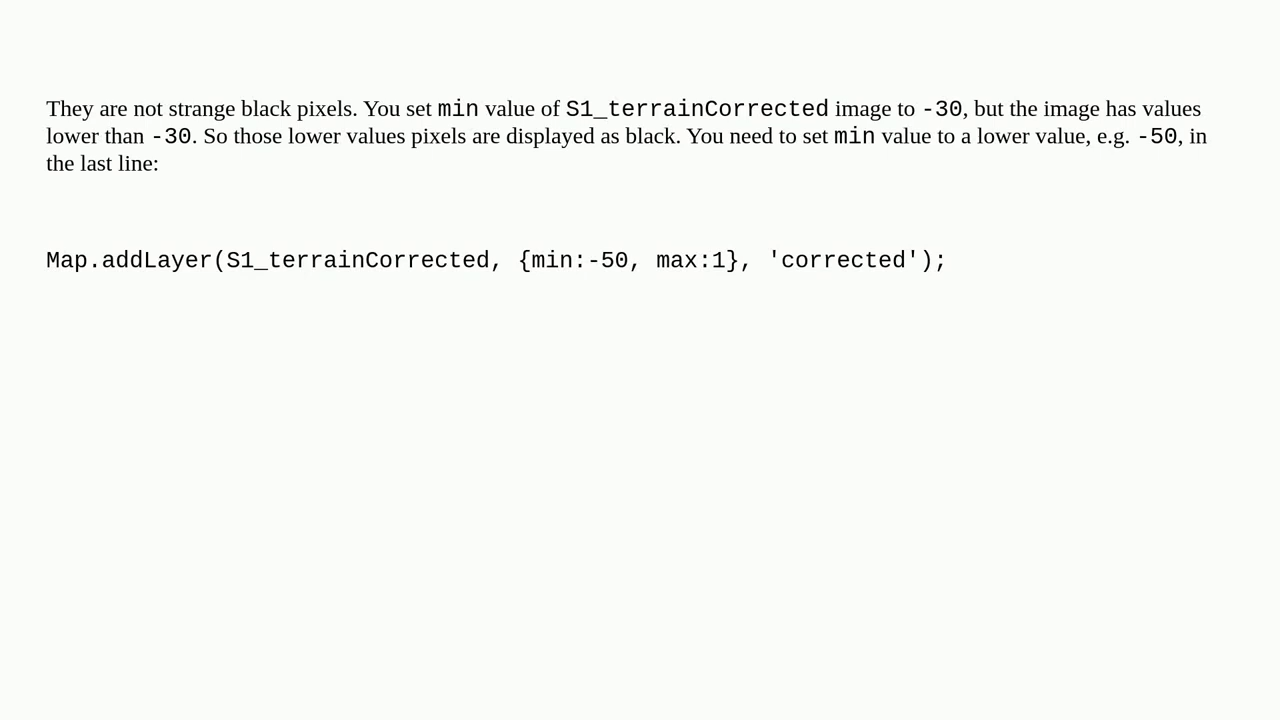 They are not strange black pixels. You set min value of S1_terrainCorrected image to -30, but the image has values
lower than -30. So those lower values pixels are displayed as black. You need to set min value to a lower value, e.g. -50, in
the last line:
Map.addLayer(S1_terrainCorrected, {min:-50, max:1}, 'corrected');